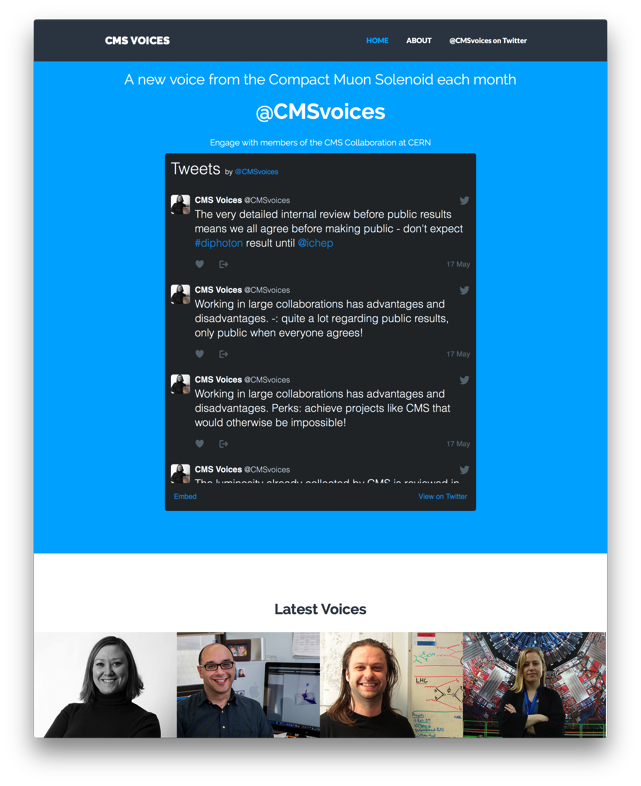 CMS VOICES
HOME ABOUT @CMSvoices on Twitter
A new voice from the Compact Muon Solenoid each month
@CMSvoices
Engage with members of the CMS Collaboration at CERN
Tweets by @CMSvoices
CMS Voices @CMSvoices
The very detailed internal review before public results
means we all agree before making public - don't expect
#diphoton result until @ichep
17 May
CMS Voices @CMSvoices
Working in large collaborations has advantages and
disadvantages. -: quite a lot regarding public results,
only public when everyone agrees!
17 May
CMS Voices @CMSvoices
Working in large collaborations has advantages and
disadvantages. Perks: achieve projects like CMS that
would otherwise be impossible!
17 May
CMS Voices @CMSvoices
The luminosity already collected by CMS is reviewed in
Embed View on Twitter
Latest Voices
LHC